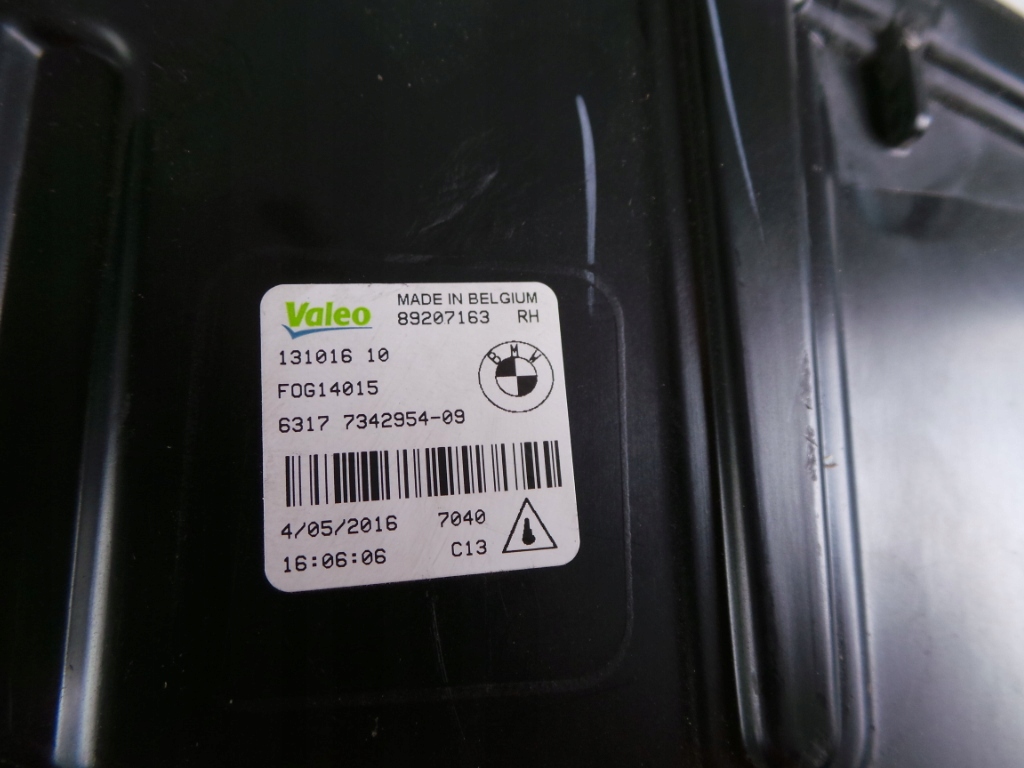 Valeo MADE IN BELGIUM
89207163 RH
131016 10
BMW
FOG14015
6317 7342954-09
4/05/2016 7040
16:06:06 C13